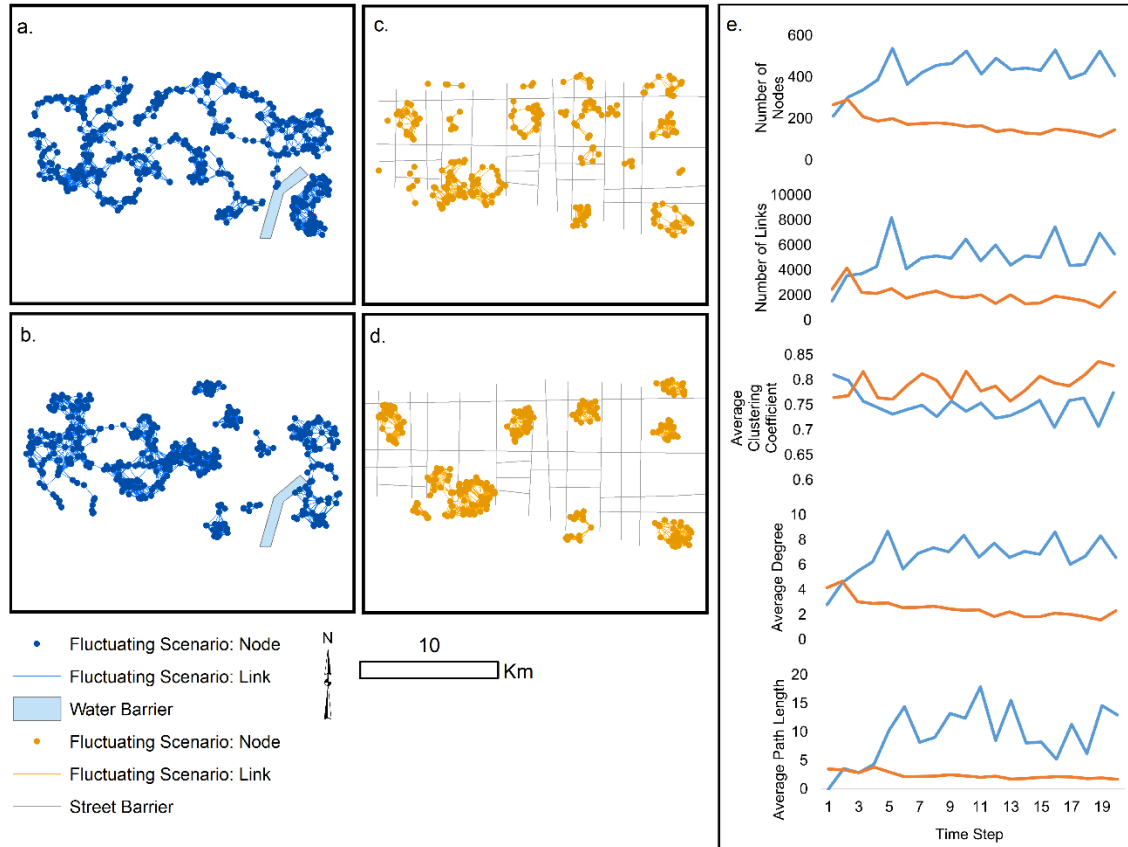 a.
c.
b.
d.
Fluctuating Scenario: Node
Fluctuating Scenario: Link
Water Barrier
Fluctuating Scenario: Node
Fluctuating Scenario: Link
Street Barrier
N
10
Km
e.
Number of
Nodes
600
400
200
0
Number of Links
10000
8000
6000
4000
2000
0
Average
Clustering
Coefficient
0.85
0.8
0.75
0.7
0.65
0.6
Average Degree
10
8
6
4
2
0
Average Path Length
20
15
10
5
0
1 3 5 7 9 11 13 15 17 19
Time Step